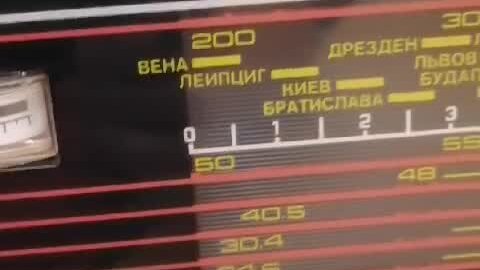 200 30
ДРЕЗДЕН
ВЕНА ЛЬВОВ
ЛЕЙПЦИГ КИЕВ БУДАП
БРАТИСЛАВА
0 1 2 3
50 55
48
40.5
30.4